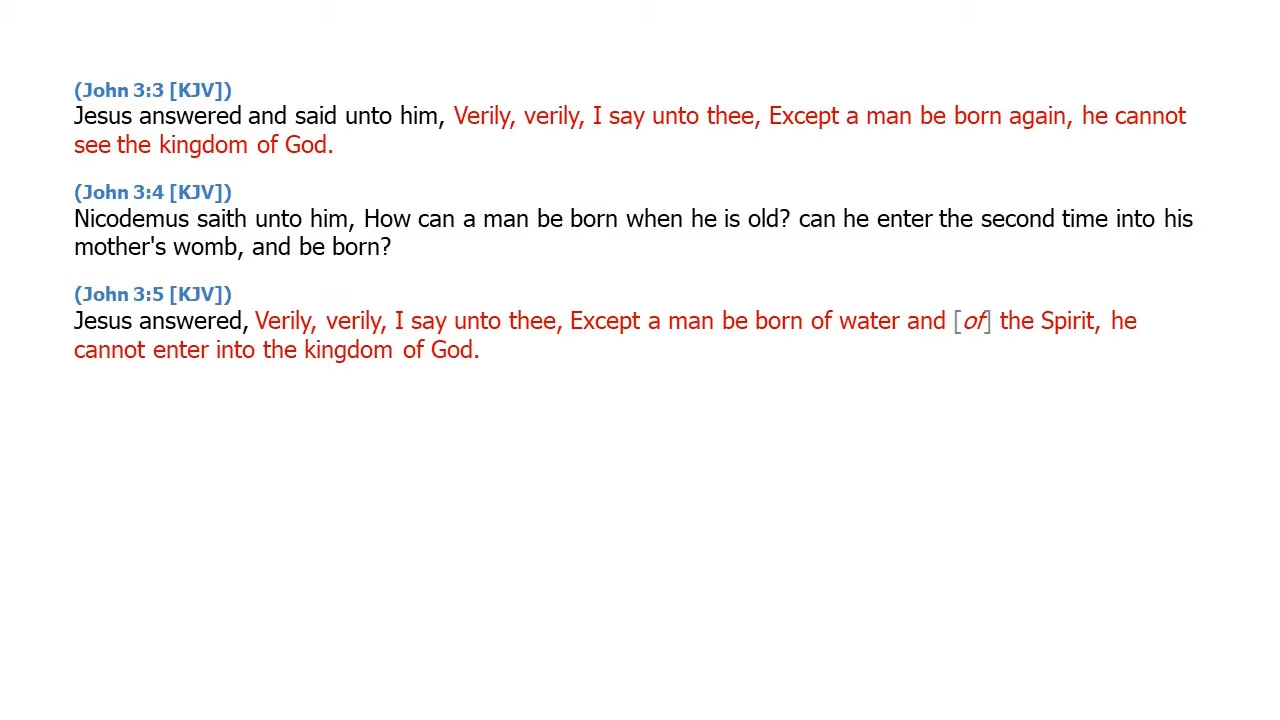 (John 3:3 [KJV])
Jesus answered and said unto him, Verily, verily, I say unto thee, Except a man be born again, he cannot
see the kingdom of God.
(John 3:4 [KJV])
Nicodemus saith unto him, How can a man be born when he is old? can he enter the second time into his
mother's womb, and be born?
(John 3:5 [KJV])
Jesus answered, Verily, verily, I say unto thee, Except a man be born of water and [of] the Spirit, he
cannot enter into the kingdom of God.